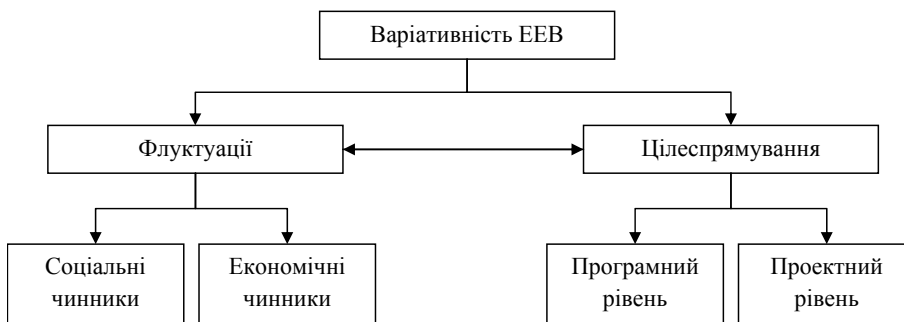 Варіативність ЕЕВ
Флуктуації
Цілеспрямування
Соціальні
чинники
Економічні
чинники
Програмний
рівень
Проектний
рівень